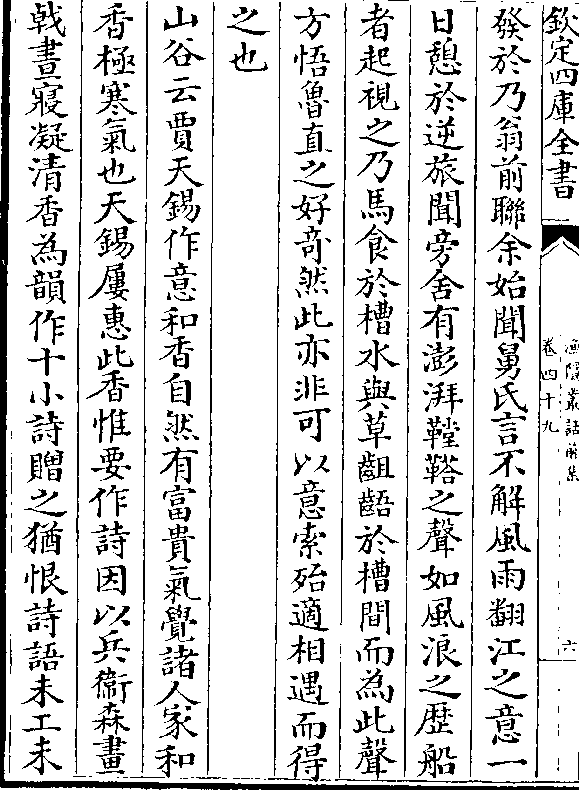 欽定四庫全書
漁隱叢話前集
卷四十九
六
發於乃翁前聯余始聞舅氏言不解風雨翻江之意一
日憩於逆旅聞旁舍有澎湃鞺鞳之聲如風浪之歴船
者起視之乃馬食於槽水與草齟齬於槽間而為此聲
方悟魯直之好竒然此亦非可以意索殆適相遇而得
之也
山谷云賈天錫作意和香自然有富貴氣覺諸人家和
香極寒氣也天錫屢惠此香惟要作詩因以兵衞森畫
戟晝寢凝清香為韻作十小詩贈之猶恨詩語未工未